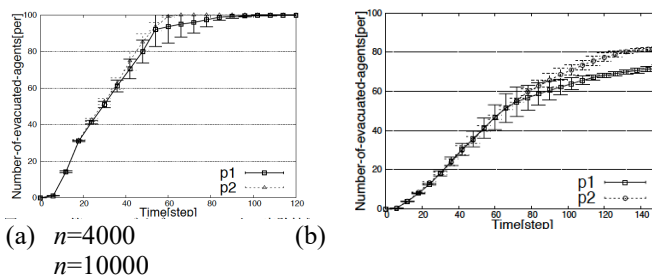 Number-of-evacuated-agents[per]
100
80
60
40
20
0
p1
p2
0 20 40 60 80 100 120
Time[step]
(b)
Number-of-evacuated-agents[per]
100
80
60
40
20
0
p1
p2
0 20 40 60 80 100 120 140
Time[step]
(a) n=4000 (b)
n=10000